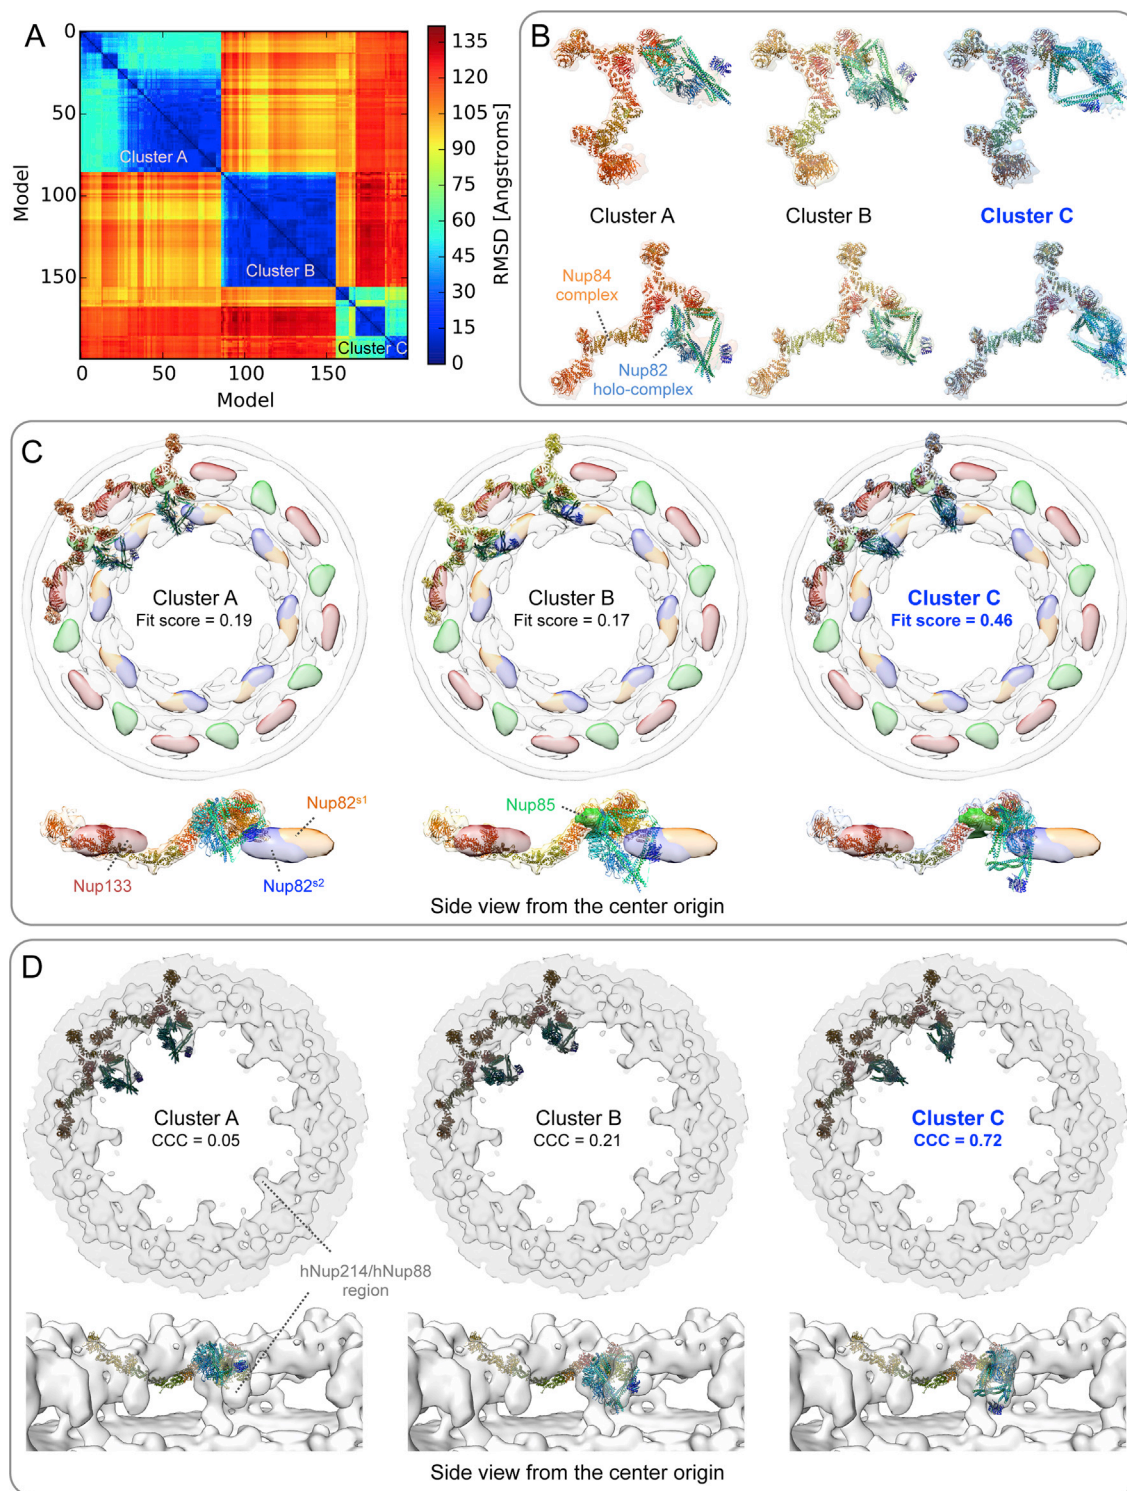 A
0
50
100
150
Model
Cluster A
Cluster B
Cluster C
0
50
100
150
Model
135
120
105
90
75
60
45
30
15
0
RMSD [Angstroms]
B
Cluster A
Cluster B
Cluster C
Nup84
complex
Nup82
holo-complex
C
Cluster A
Fit score = 0.19
Cluster B
Fit score = 0.17
Cluster C
Fit score = 0.46
Nup82s1
Nup133
Nup82s2
Nup85
Side view from the center origin
D
Cluster A
CCC = 0.05
Cluster B
CCC = 0.21
Cluster C
CCC = 0.72
hNup214/hNup88
region
Side view from the center origin